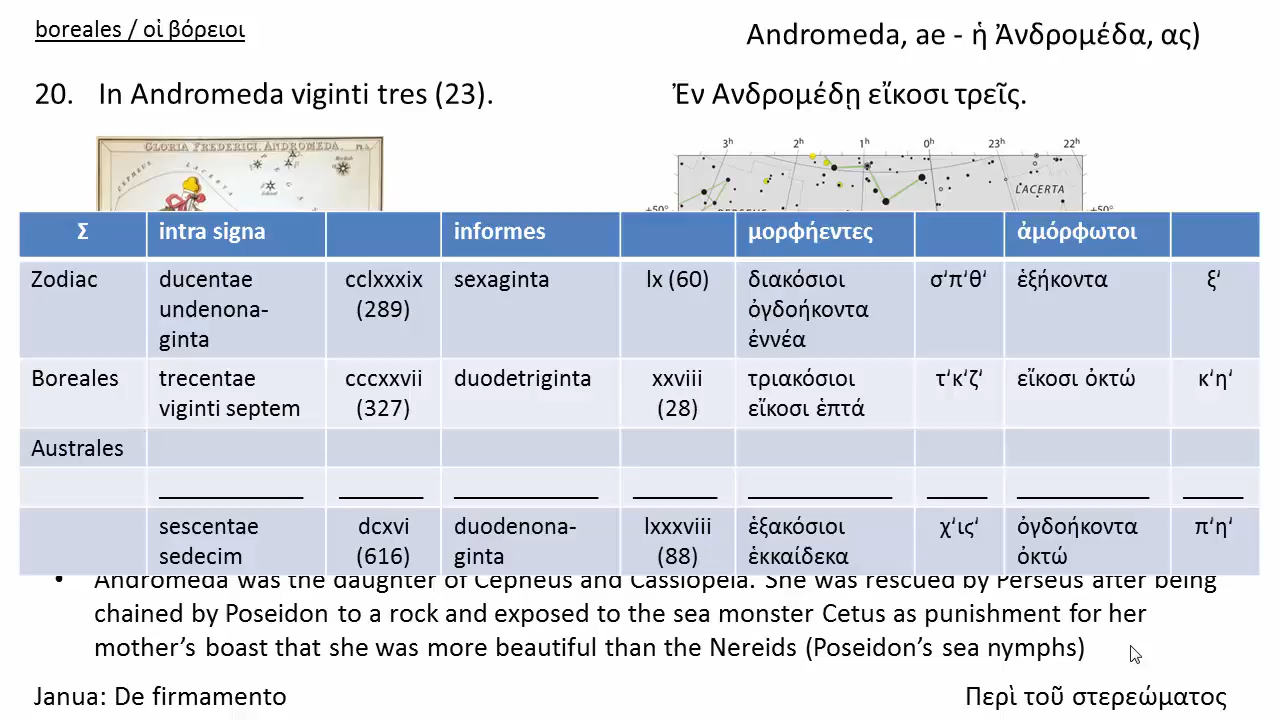 boreales / οἱ βόρειοι
Andromeda, ae - ἡ Ἀνδρομέδα, ας)
20. In Andromeda viginti tres (23).
Ἐν Ανδρομέδῃ εἴκοσι τρεῖς.
GLORIA FREDERICI, ANDROMEDA,
CEPHEUS
LACERTA
3h 2h 1h 0h 23h 22h
LACERTA
+50° +50°
Σ intra signa informes μορφήεντες ἀμόρφωτοι
Zodiac ducentae cclxxxix sexaginta lx (60) διακόσιοι σ‘π‘θ‘ ἑξήκοντα ξ‘
undenona- (289) ὀγδοήκοντα
ginta ἐννέα
Boreales trecentae cccxxvii duodetriginta xxviii τριακόσιοι τ‘κ‘ζ‘ εἴκοσι ὀκτώ κ‘η‘
viginti septem (327) (28) εἴκοσι ἑπτά
Australes
sescentae dcxvi duodenona- lxxxviii ἑξακόσιοι χ‘ις‘ ὀγδοήκοντα π‘η‘
sedecim (616) ginta (88) ἑκκαίδεκα ὀκτώ
• Andromeda was the daughter of Cepheus and Cassiopeia. She was rescued by Perseus after being
chained by Poseidon to a rock and exposed to the sea monster Cetus as punishment for her
mother’s boast that she was more beautiful than the Nereids (Poseidon’s sea nymphs)
Janua: De firmamento
Περὶ τοῦ στερεώματος